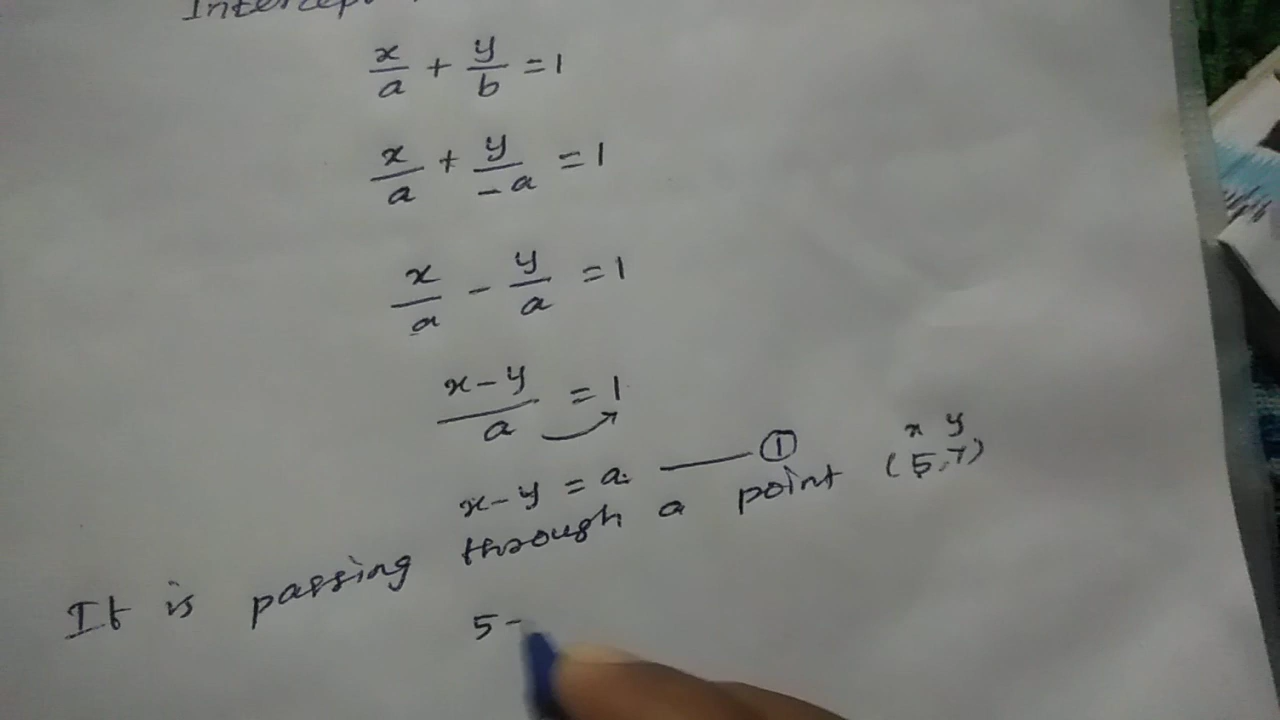 x/a + y/b = 1
x/a + y/-a = 1
x/a - y/a = 1
x-y/a = 1
x-y = a. ①
x y
It is passing through a point (5,7)
5-